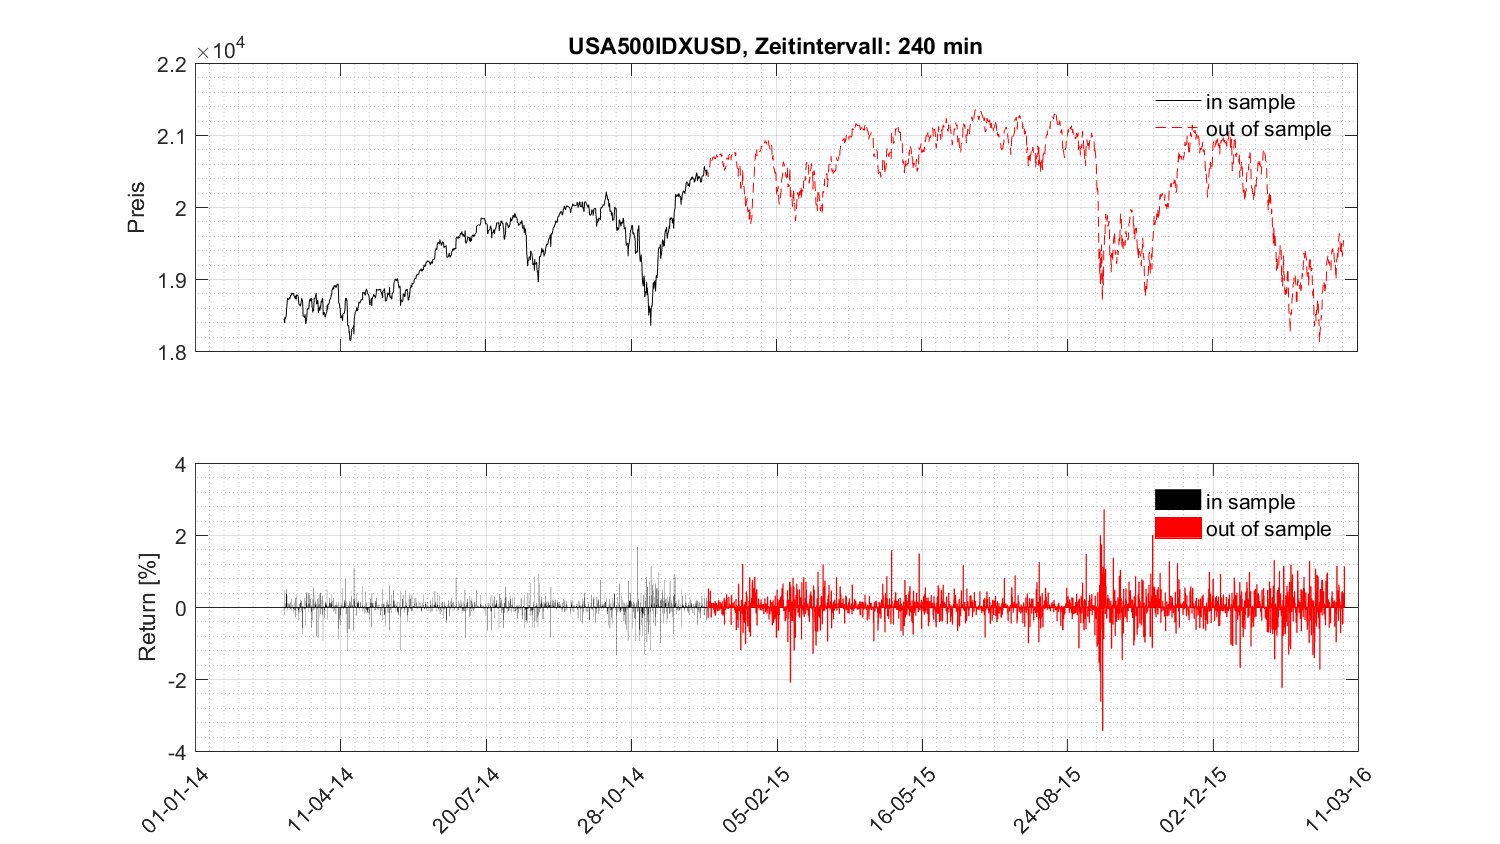 USA500IDXUSD, Zeitintervall: 240 min
×10⁴
2.2
2.1
2
1.9
1.8
Preis
in sample
out of sample
4
2
0
-2
-4
Return [%]
in sample
out of sample
01-01-14
11-04-14
20-07-14
28-10-14
05-02-15
16-05-15
24-08-15
02-12-15
11-03-16